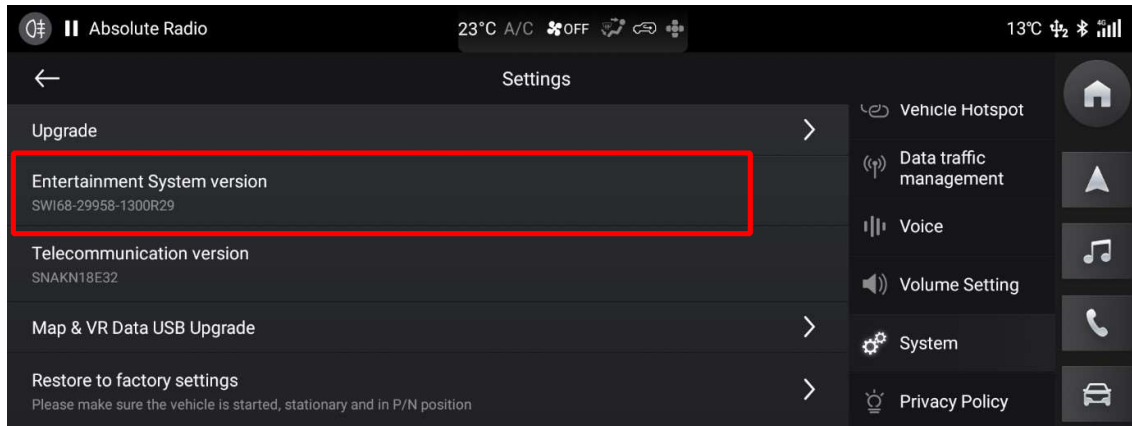 Absolute Radio
23°C A/C OFF
13℃ 2 4G
Settings
Upgrade
Entertainment System version
SWI68-29958-1300R29
Telecommunication version
SNAKN18E32
Map & VR Data USB Upgrade
Restore to factory settings
Please make sure the vehicle is started, stationary and in P/N position
Vehicle Hotspot
Data traffic
management
Voice
Volume Setting
System
Privacy Policy